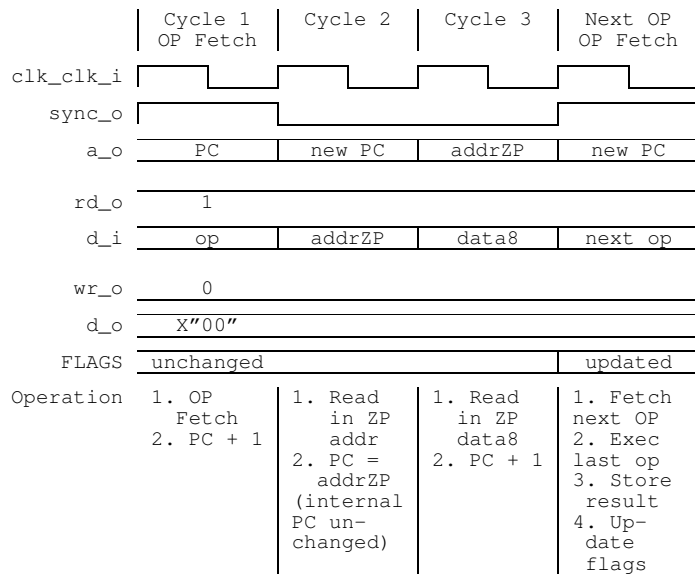 Cycle 1 Cycle 2 Cycle 3 Next OP
OP Fetch OP Fetch
clk_clk_i
sync_o
a_o PC new PC addrZP new PC
rd_o 1
d_i op addrZP data8 next op
wr_o 0
d_o X"00"
FLAGS unchanged updated
Operation 1. OP 1. Read 1. Read 1. Fetch
Fetch in ZP in ZP next OP
2. PC + 1 addr data8 2. Exec
2. PC = 2. PC + 1 last op
addrZP 3. Store
(internal result
PC un- 4. Up-
changed) date
flags